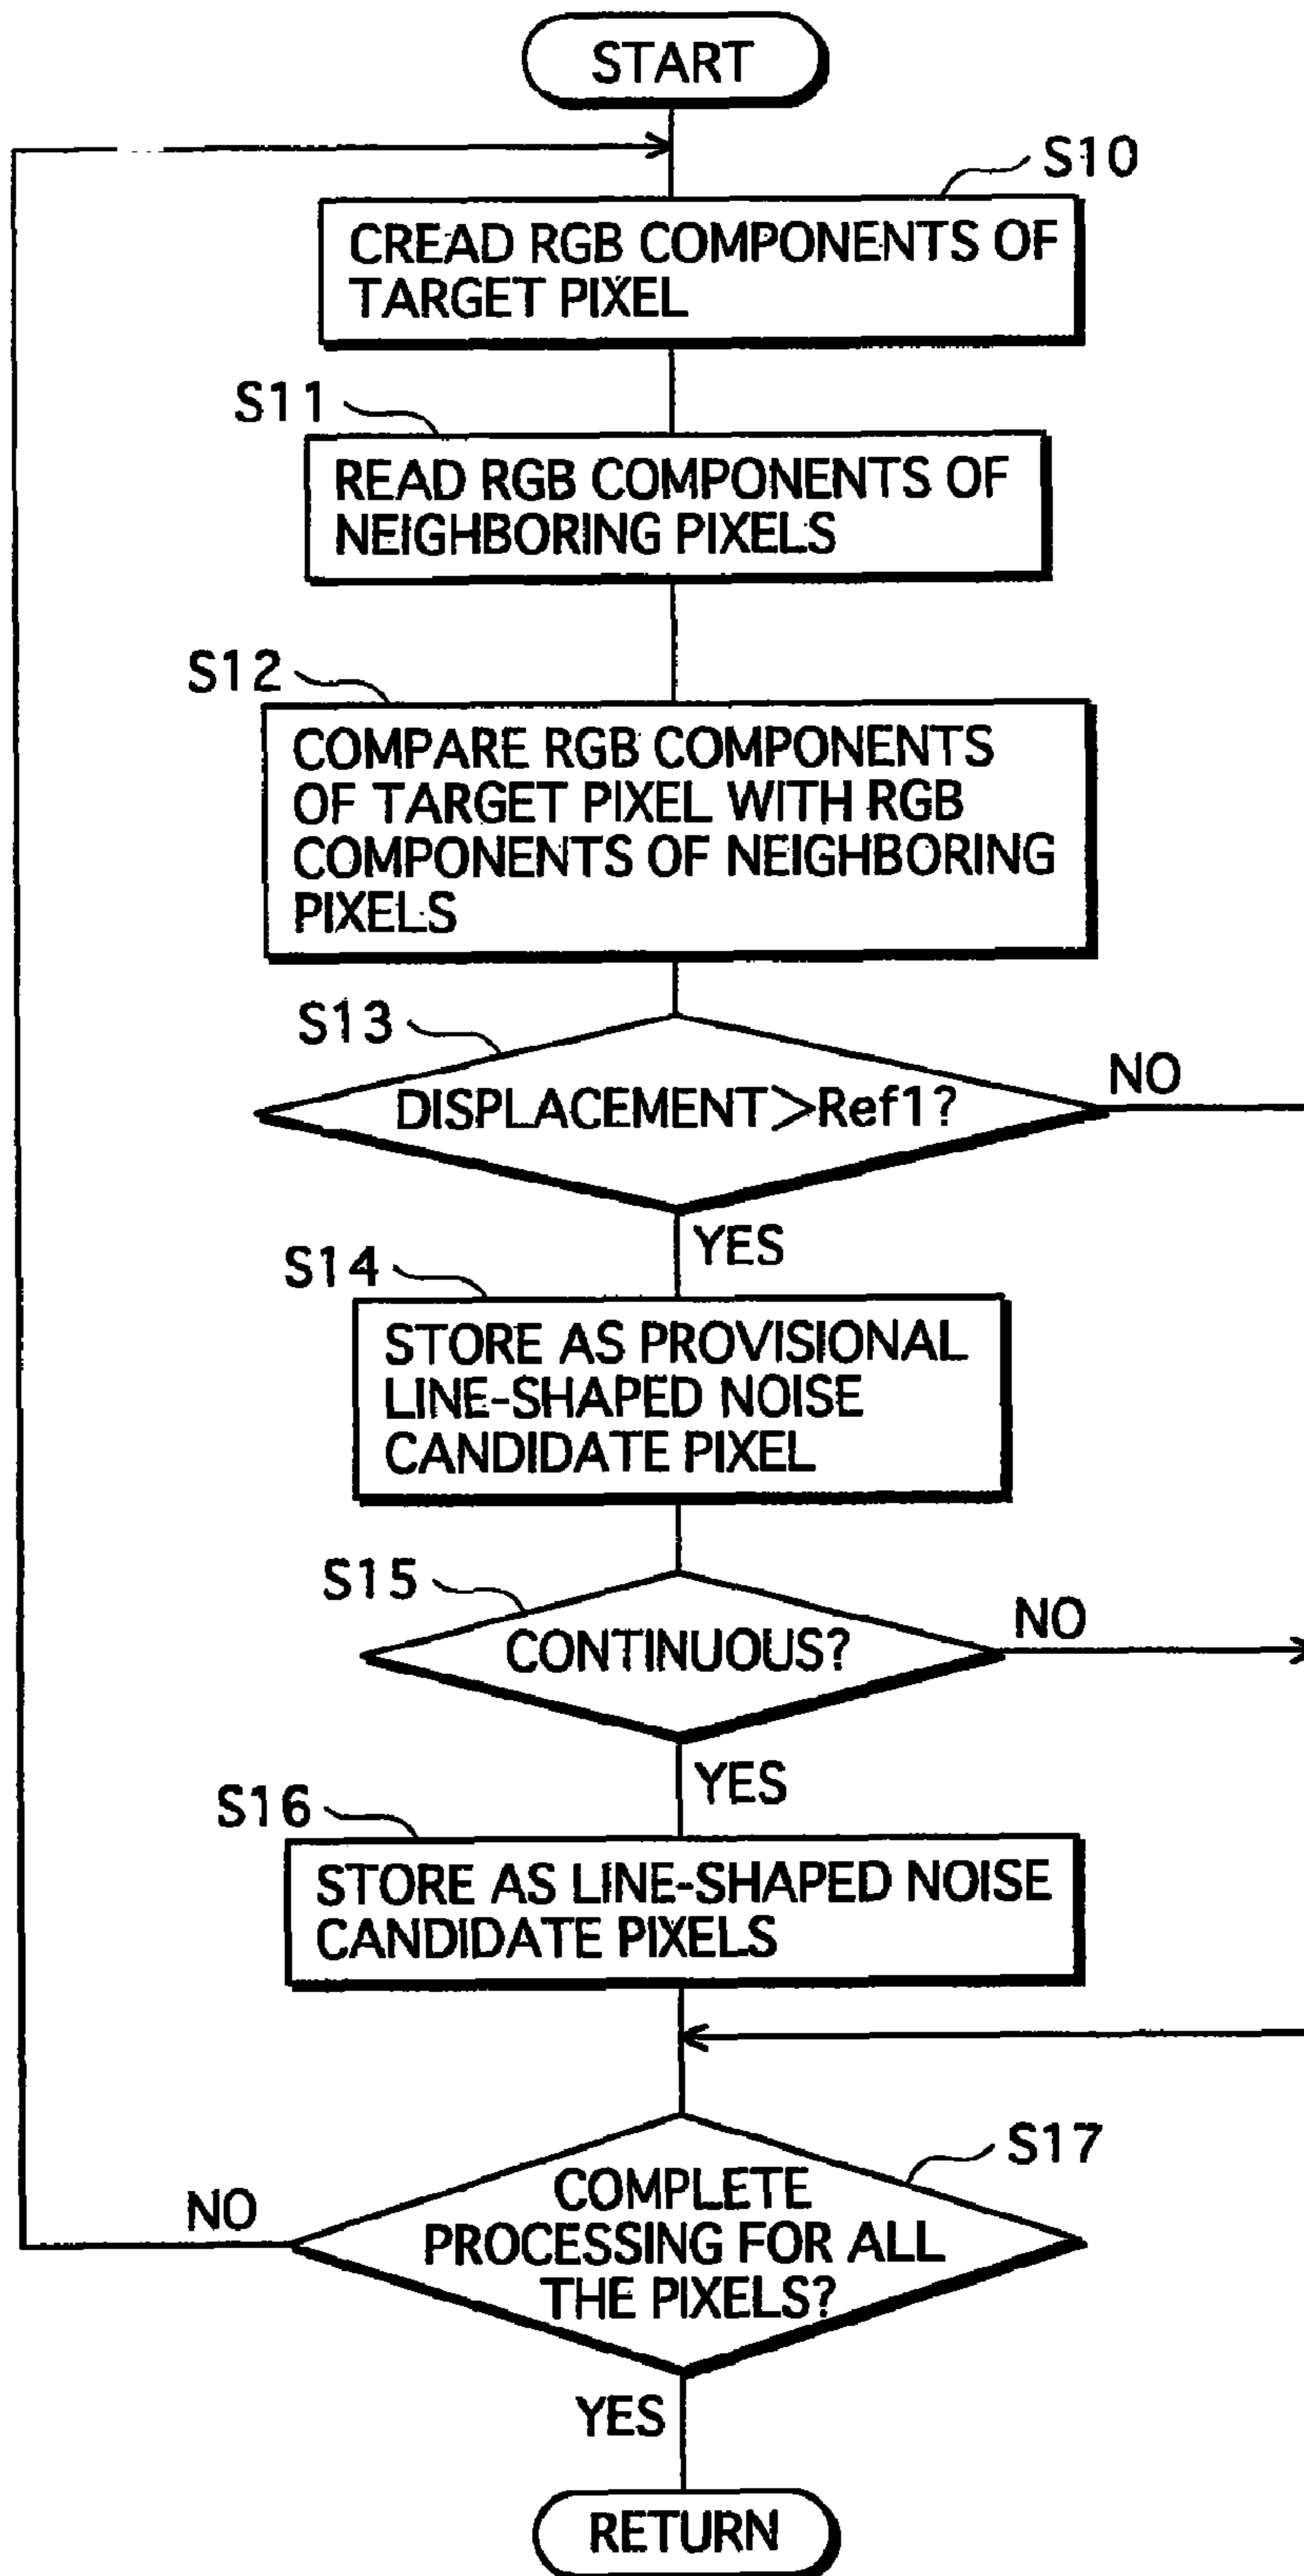 START
S10
CREAD RGB COMPONENTS OF
TARGET PIXEL
S11
READ RGB COMPONENTS OF
NEIGHBORING PIXELS
S12
COMPARE RGB COMPONENTS
OF TARGET PIXEL WITH RGB
COMPONENTS OF NEIGHBORING
PIXELS
S13
DISPLACEMENT>Ref1?
NO
YES
S14
STORE AS PROVISIONAL
LINE-SHAPED NOISE
CANDIDATE PIXEL
S15
CONTINUOUS?
NO
YES
S16
STORE AS LINE-SHAPED NOISE
CANDIDATE PIXELS
S17
COMPLETE
PROCESSING FOR ALL
THE PIXELS?
NO
YES
RETURN